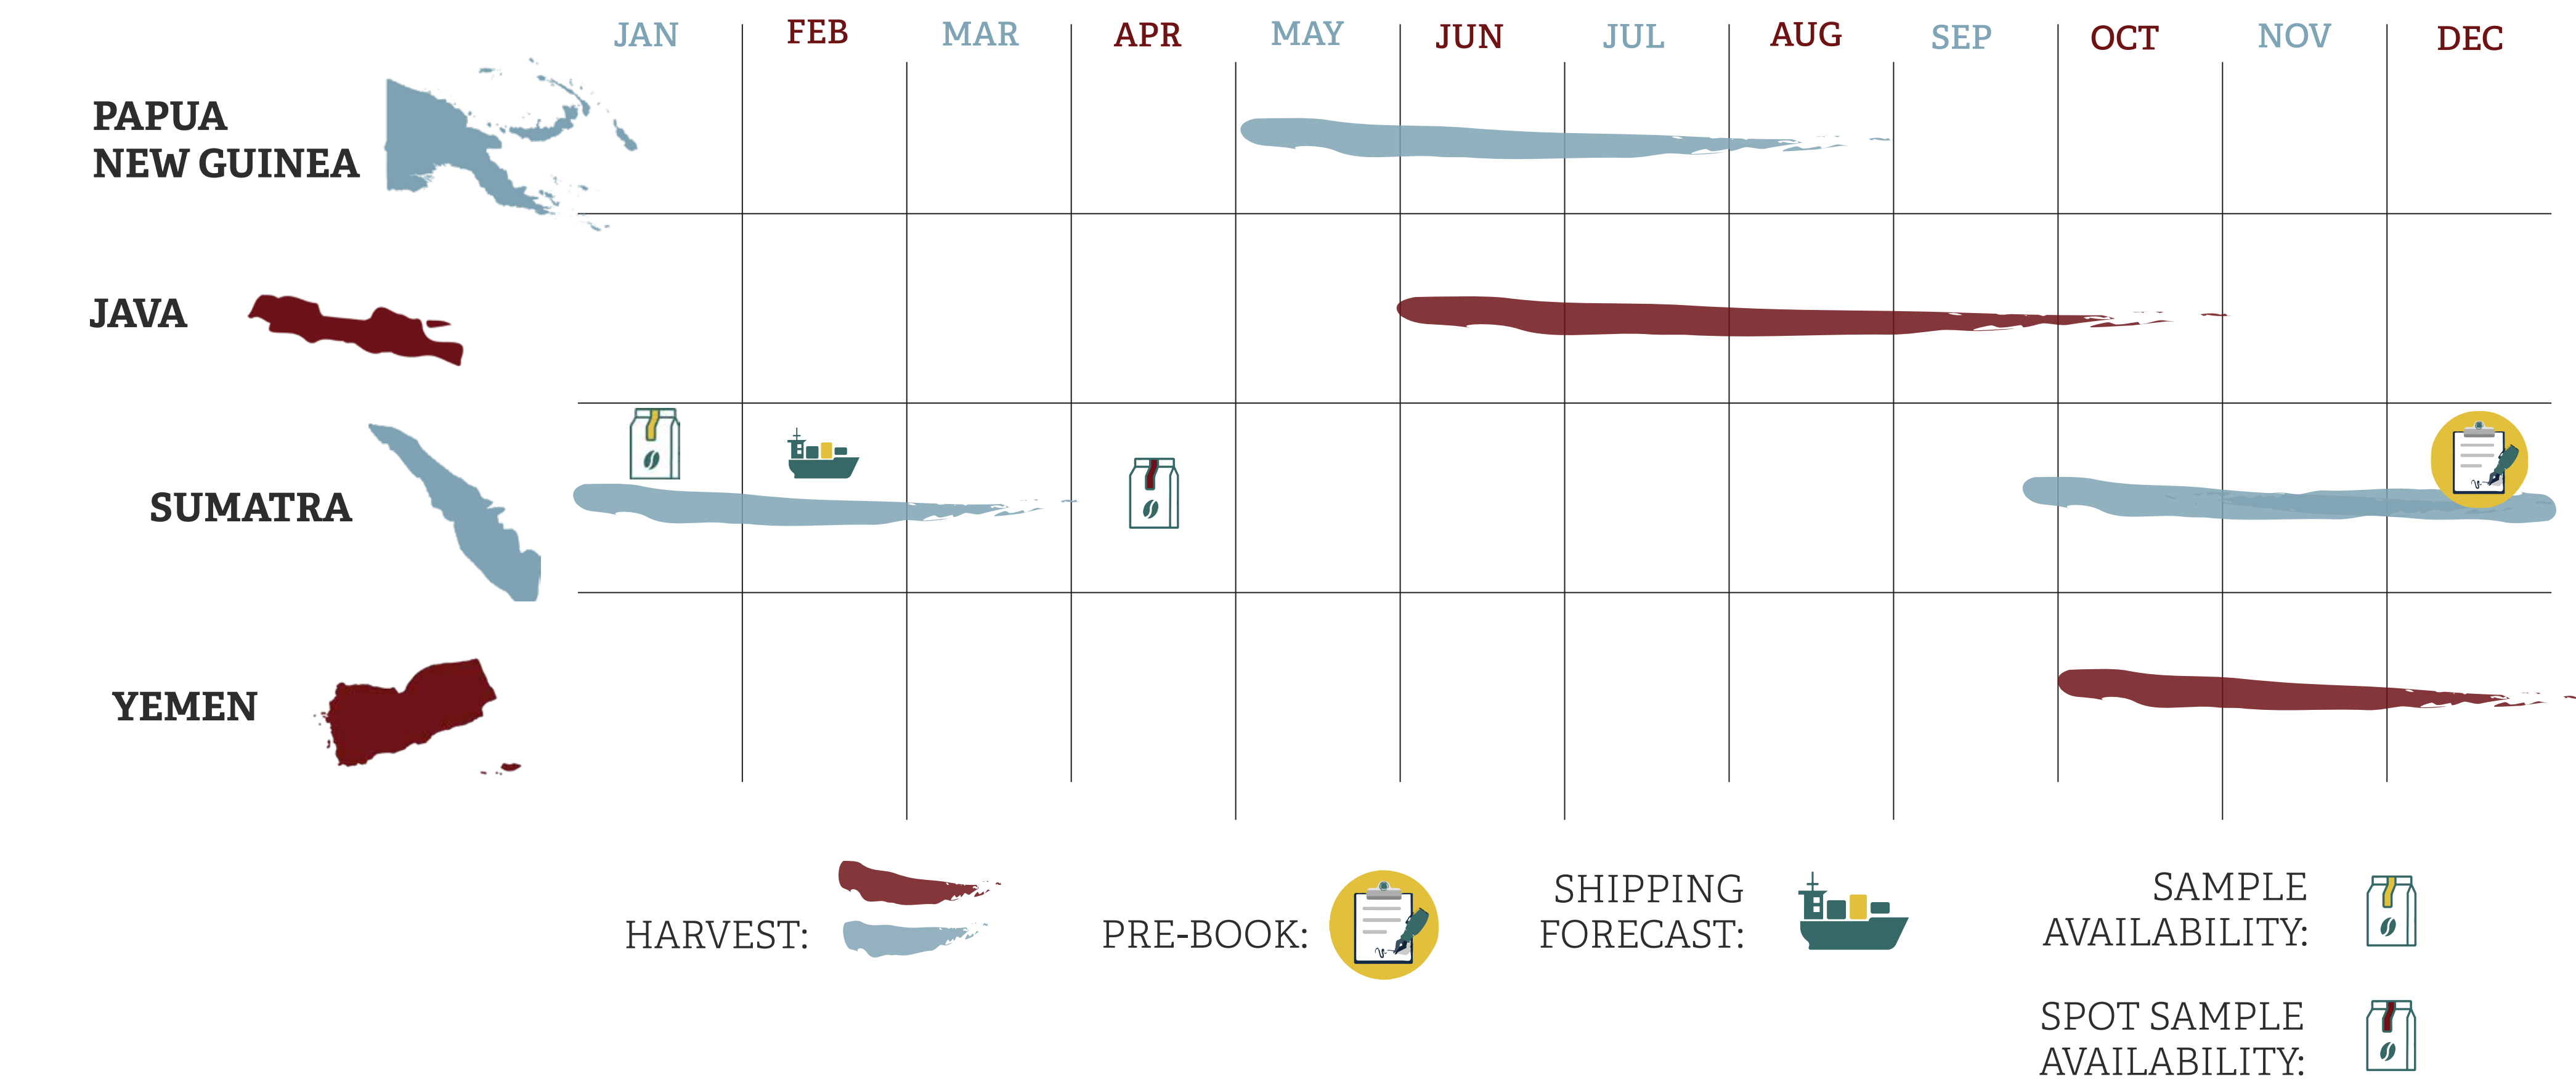 JAN FEB MAR APR MAY JUN JUL AUG SEP OCT NOV DEC
PAPUA
NEW GUINEA
JAVA
SUMATRA
YEMEN
HARVEST:
PRE-BOOK:
SHIPPING
FORECAST:
SAMPLE
AVAILABILITY:
SPOT SAMPLE
AVAILABILITY: